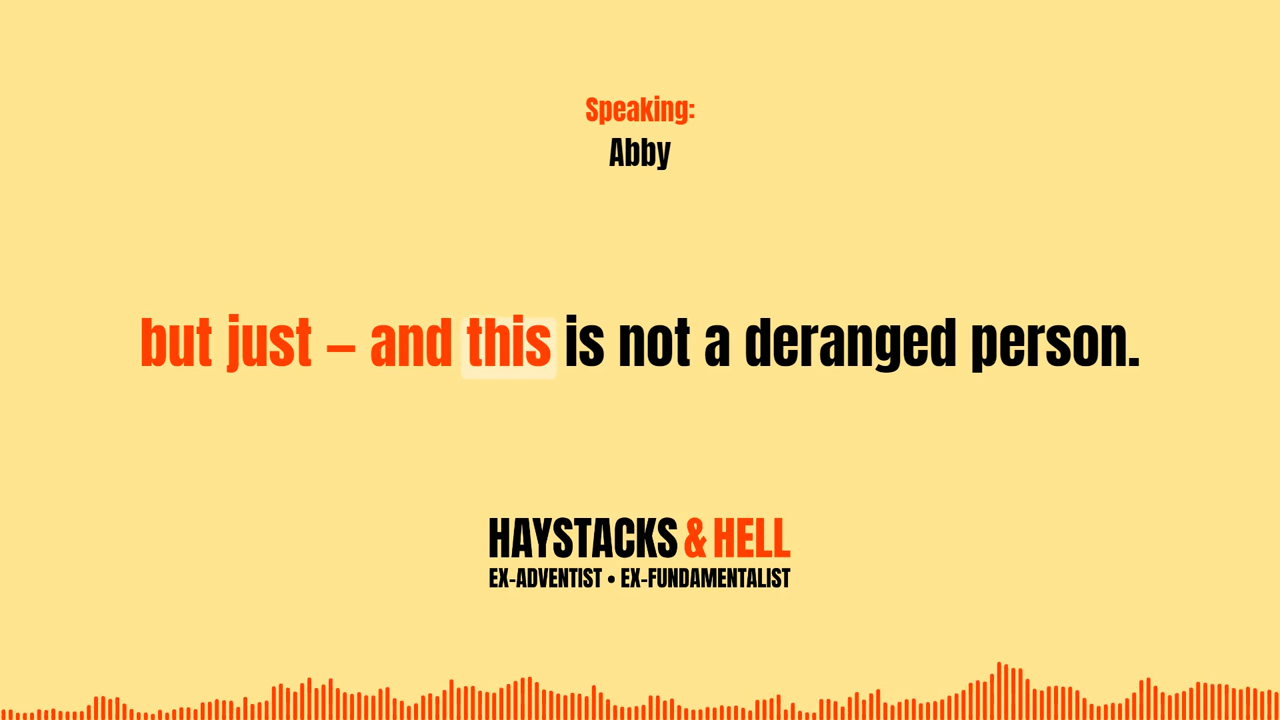 Speaking:
Abby
but just – and this is not a deranged person.
HAYSTACKS & HELL
EX-ADVENTIST • EX-FUNDAMENTALIST